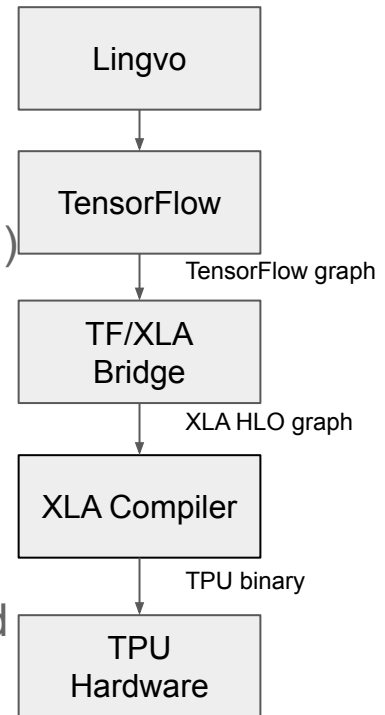 Lingvo
TensorFlow
)
TensorFlow graph
TF/XLA
Bridge
XLA HLO graph
XLA Compiler
TPU binary
d
TPU
Hardware